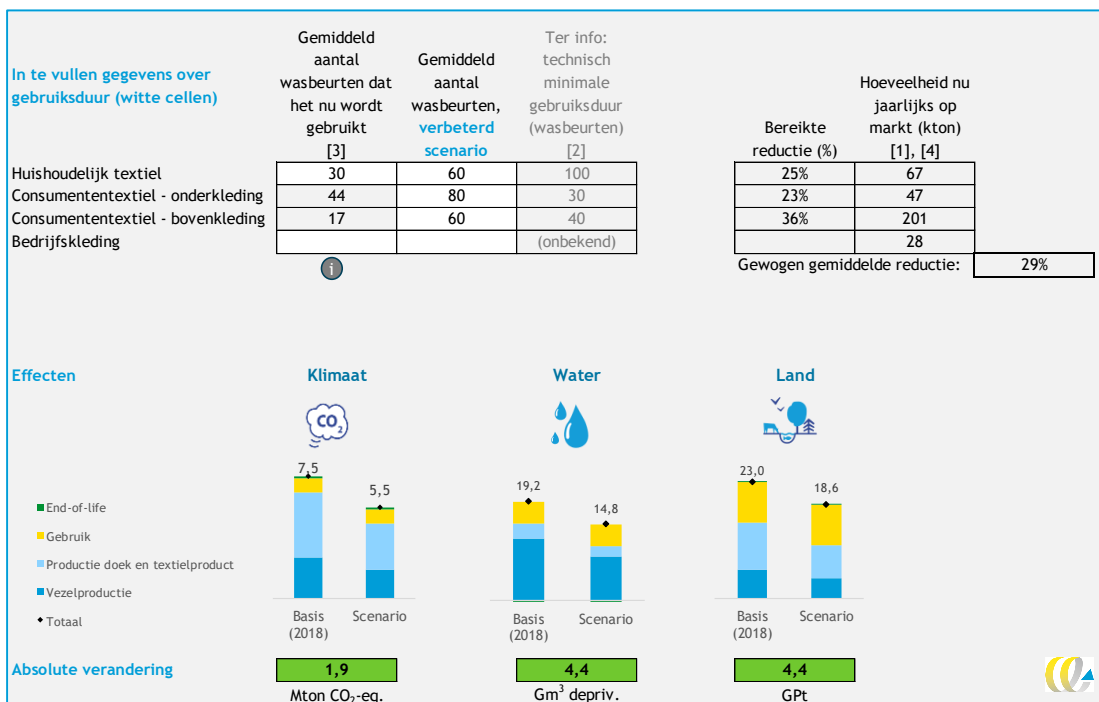 In te vullen gegevens over
gebruiksduur (witte cellen)
Gemiddeld
aantal
wasbeurten dat
het nu wordt
gebruikt
[3]
Gemiddeld
aantal
wasbeurten,
verbeterd
scenario
Ter info:
technisch
minimale
gebruiksduur
(wasbeurten)
[2]
Bereikte
reductie (%)
Hoeveelheid nu
jaarlijks op
markt (kton)
[1], [4]
Huishoudelijk textiel 30 60 100 25% 67
Consumententextiel - onderkleding 44 80 30 23% 47
Consumententextiel - bovenkleding 17 60 40 36% 201
Bedrijfskleding (onbekend) 28
i
Gewogen gemiddelde reductie: 29%
Effecten
Klimaat
Water
Land
CO2
7,5
5,5
19,2
14,8
23,0
18,6
End-of-life
Gebruik
Productie doek en textielproduct
Vezelproductie
Totaal
Basis
(2018)
Scenario
Basis
(2018)
Scenario
Basis
(2018)
Scenario
Absolute verandering 1,9 4,4 4,4
Mton CO₂-eq. Gm³ depriv. GPt